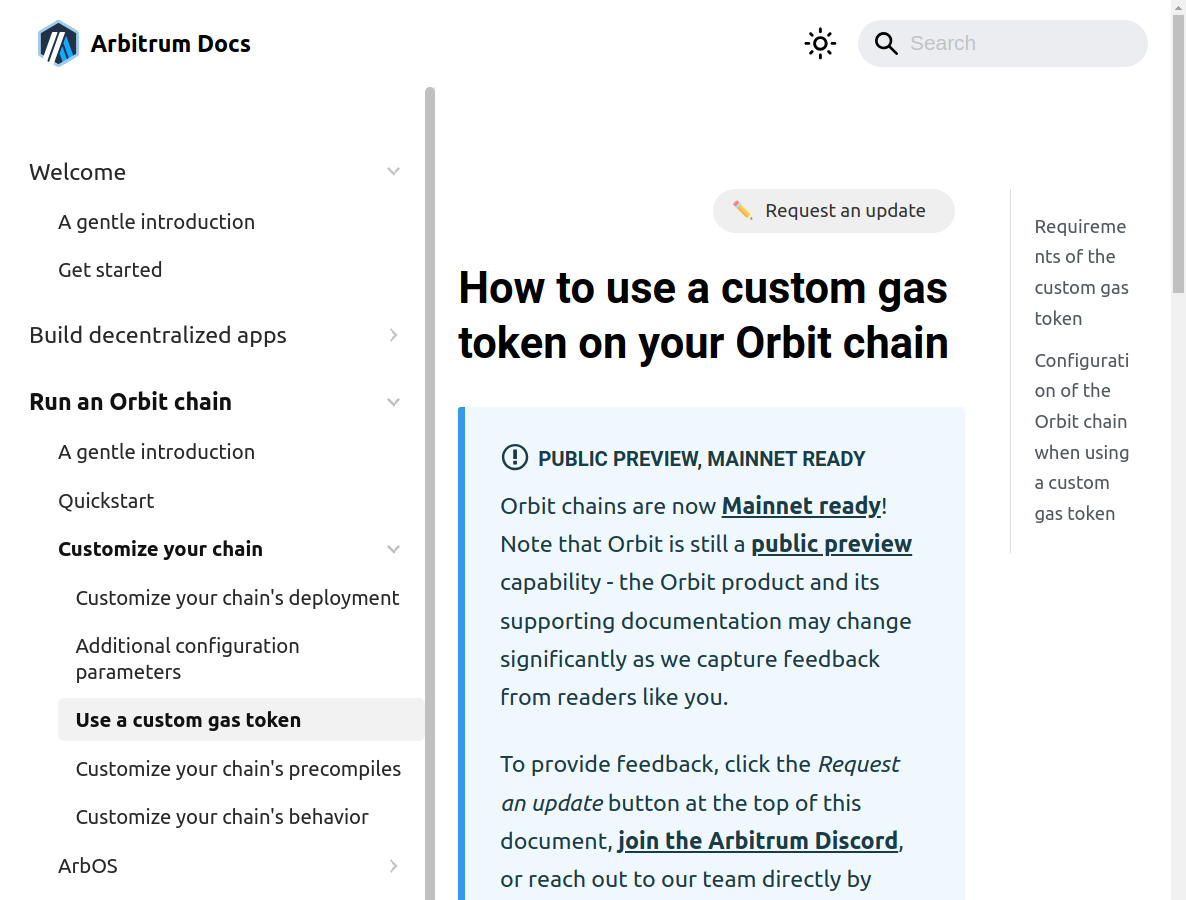 Arbitrum Docs
Search
Welcome
A gentle introduction
Get started
Build decentralized apps
Run an Orbit chain
A gentle introduction
Quickstart
Customize your chain
Customize your chain's deployment
Additional configuration
parameters
Use a custom gas token
Customize your chain's precompiles
Customize your chain's behavior
ArbOS
Request an update
How to use a custom gas
token on your Orbit chain
PUBLIC PREVIEW, MAINNET READY
Orbit chains are now Mainnet ready!
Note that Orbit is still a public preview
capability - the Orbit product and its
supporting documentation may change
significantly as we capture feedback
from readers like you.
To provide feedback, click the Request
an update button at the top of this
document, join the Arbitrum Discord,
or reach out to our team directly by
Requireme
nts of the
custom gas
token
Configurati
on of the
Orbit chain
when using
a custom
gas token